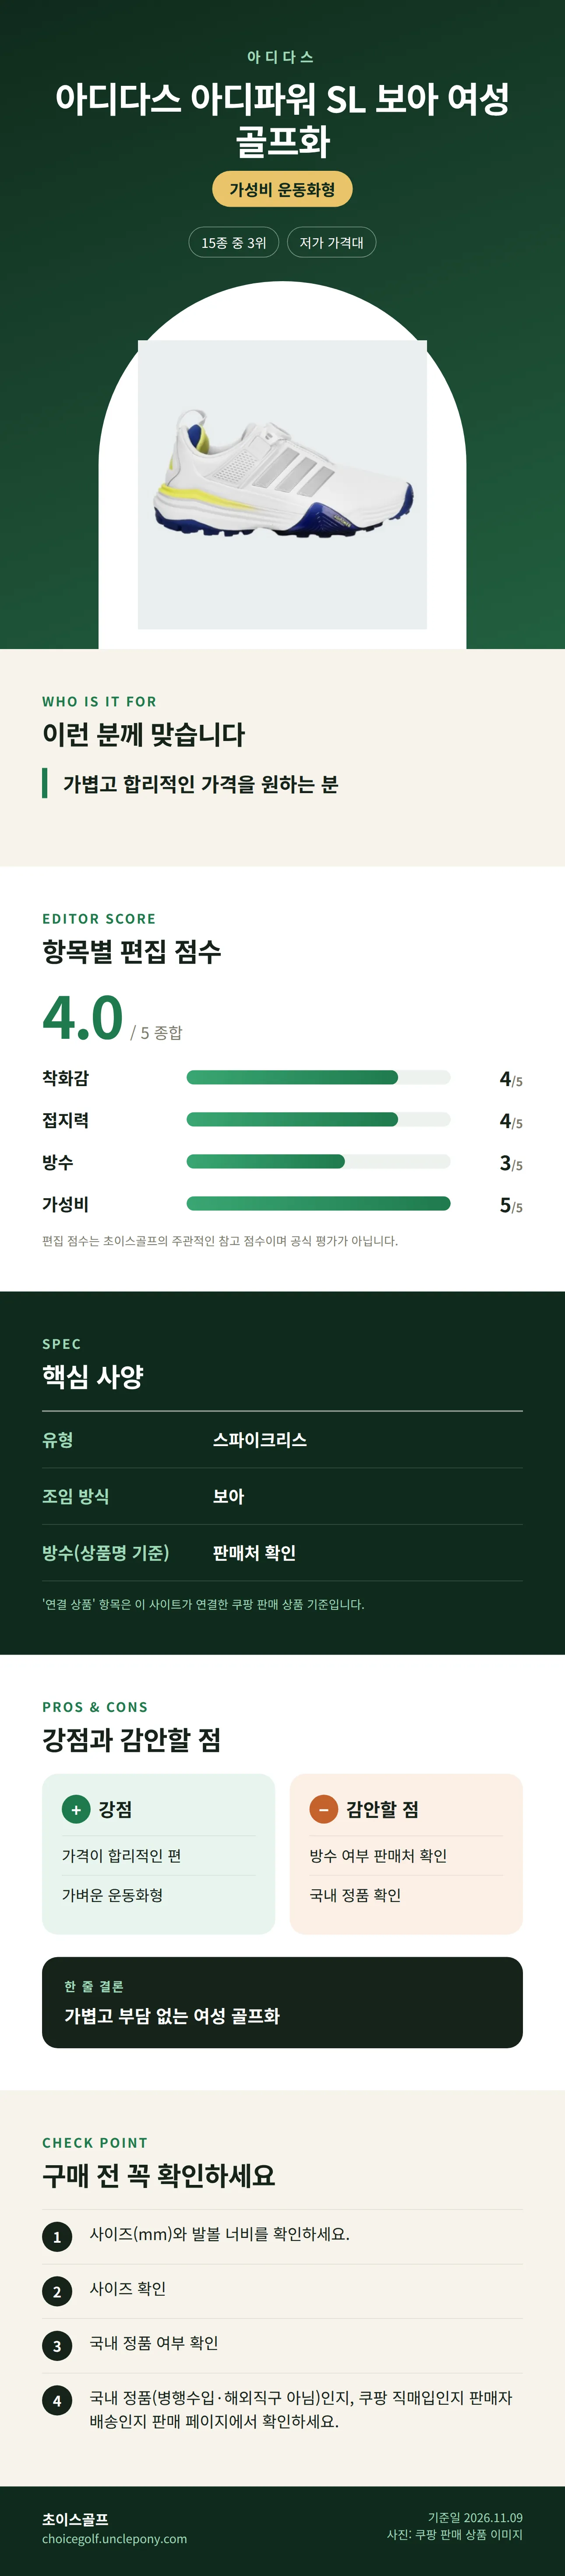 아디다스
아디다스 아디파워 SL 보아 여성
골프화
가성비 운동화형
15종 중 3위
저가 가격대
WHO IS IT FOR
이런 분께 맞습니다
가볍고 합리적인 가격을 원하는 분
EDITOR SCORE
항목별 편집 점수
4.0 / 5 종합
착화감 4/5
접지력 4/5
방수 3/5
가성비 5/5
편집 점수는 초이스골프의 주관적인 참고 점수이며 공식 평가가 아닙니다.
SPEC
핵심 사양
유형 스파이크리스
조임 방식 보아
방수(상품명 기준) 판매처 확인
'연결 상품' 항목은 이 사이트가 연결한 쿠팡 판매 상품 기준입니다.
PROS & CONS
강점과 감안할 점
+ 강점
가격이 합리적인 편
가벼운 운동화형
− 감안할 점
방수 여부 판매처 확인
국내 정품 확인
한 줄 결론
가볍고 부담 없는 여성 골프화
CHECK POINT
구매 전 꼭 확인하세요
1 사이즈(mm)와 발볼 너비를 확인하세요.
2 사이즈 확인
3 국내 정품 여부 확인
4 국내 정품(병행수입·해외직구 아님)인지, 쿠팡 직매입인지 판매자
배송인지 판매 페이지에서 확인하세요.
초이스골프
choicegolf.unclepony.com
기준일 2026.11.09
사진: 쿠팡 판매 상품 이미지